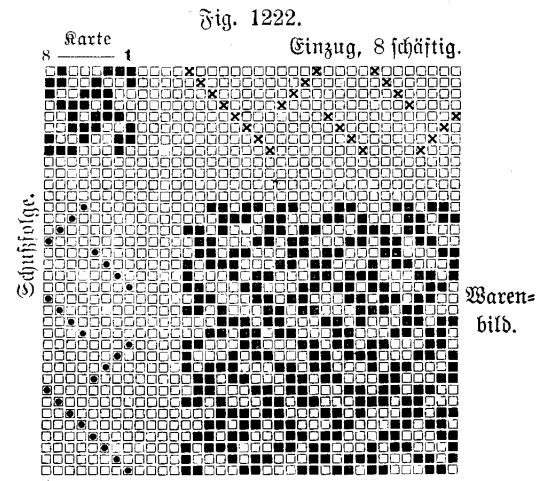 Fig. 1222.
Karte
8 1
Einzug, 8 schäftig.
Schußfolge.
Waren-
bild.